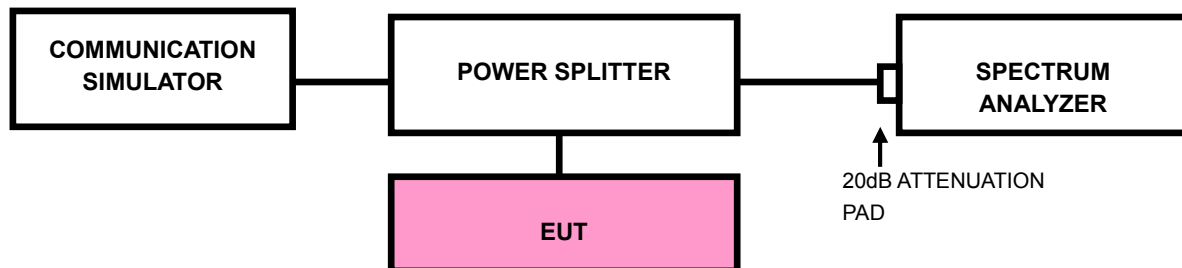 COMMUNICATION
SIMULATOR
POWER SPLITTER
SPECTRUM
ANALYZER
20dB ATTENUATION
PAD
EUT